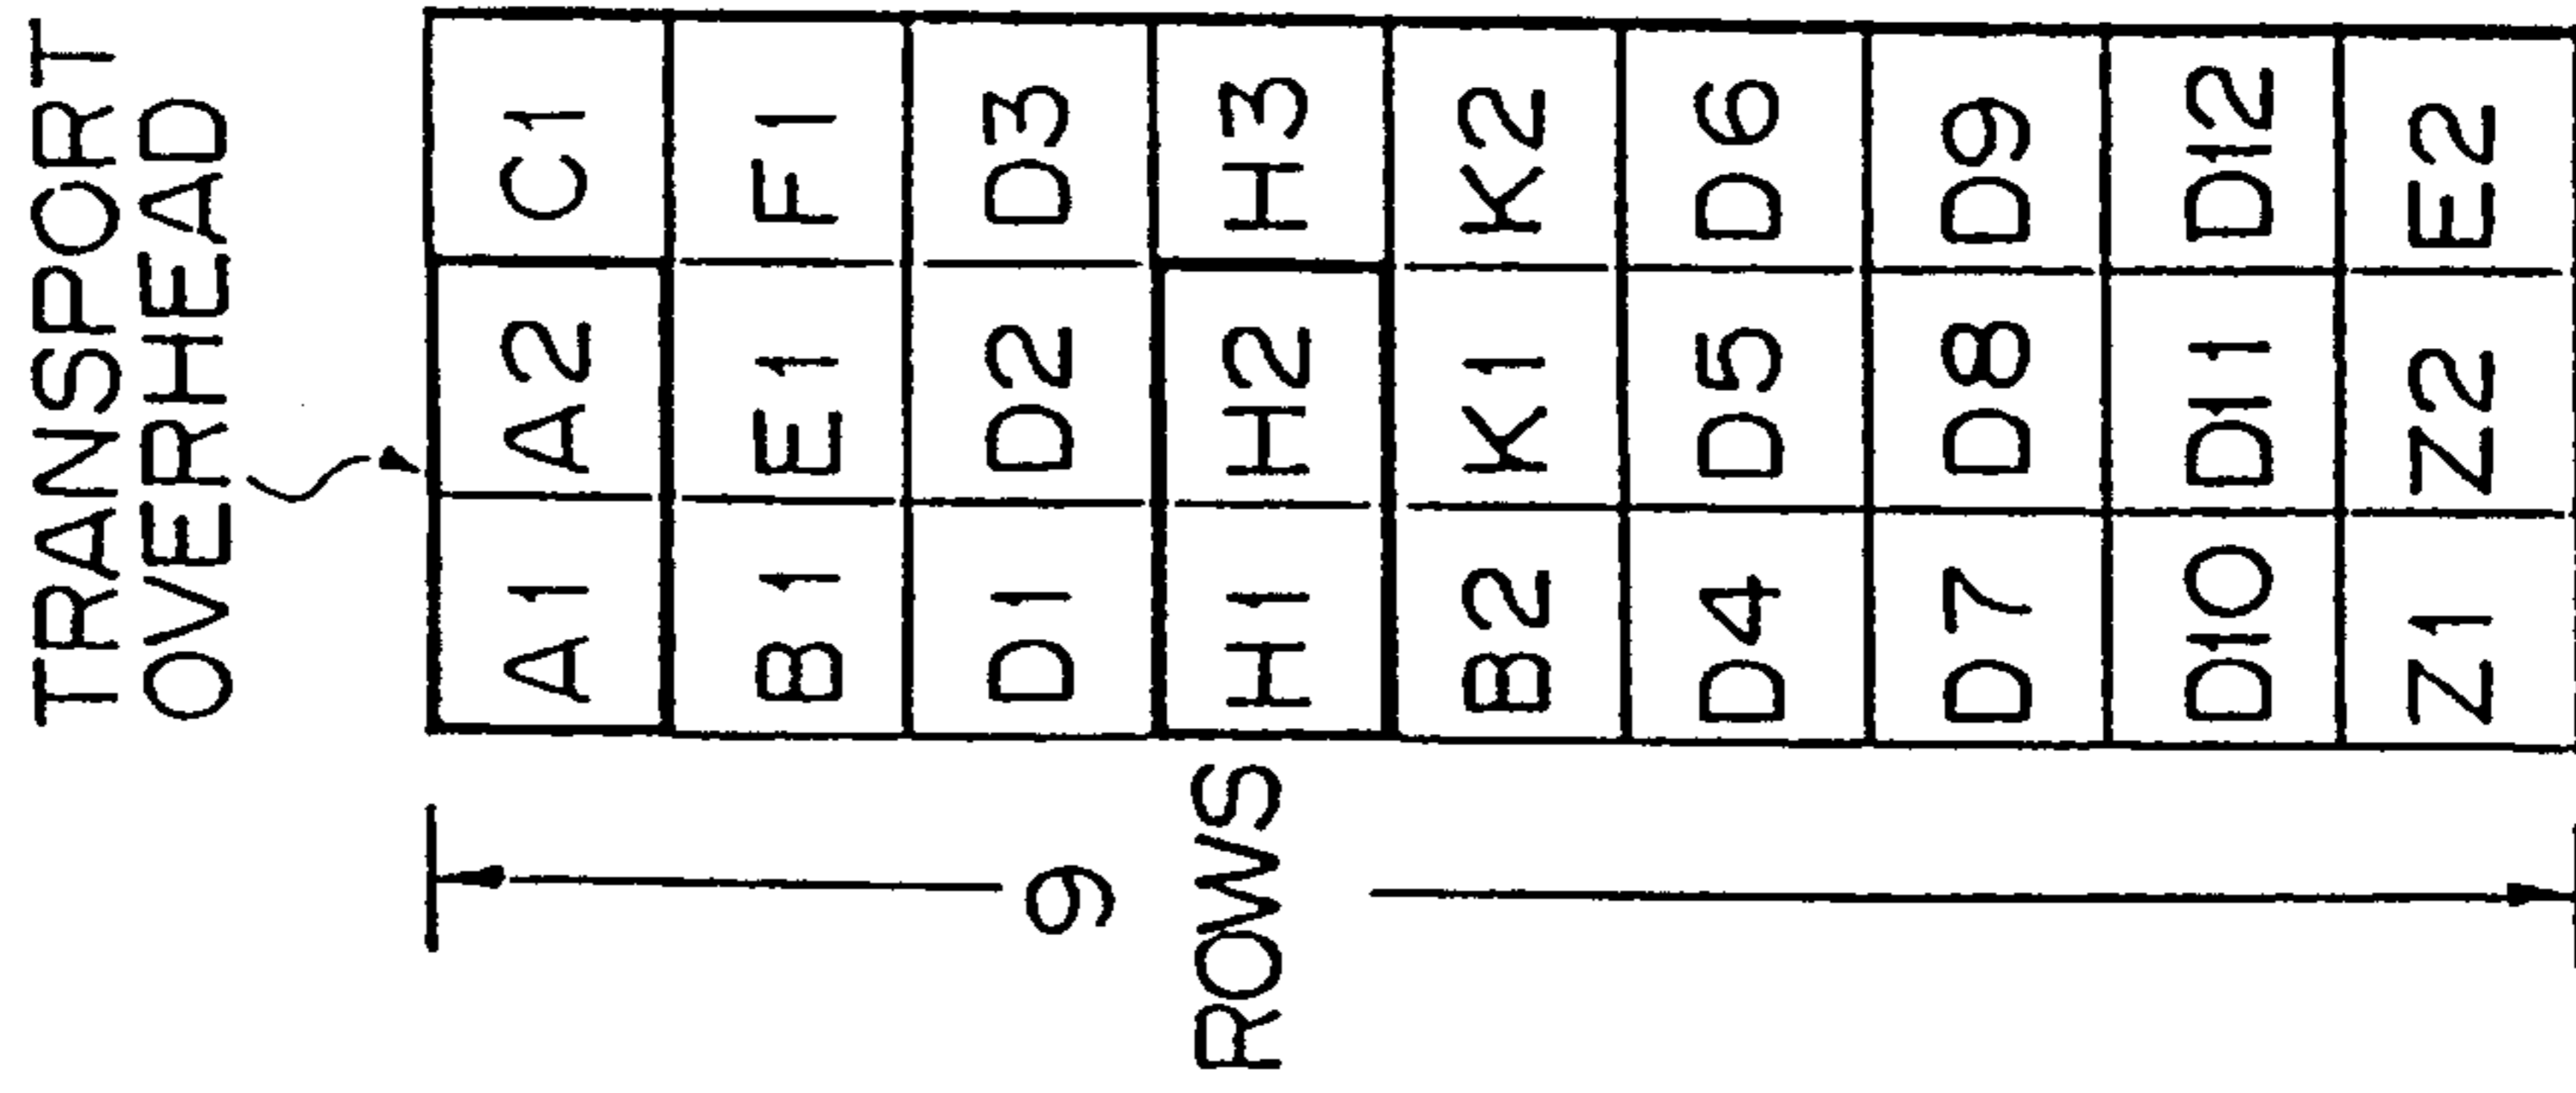 TRANSPORT
OVERHEAD
A1 A2 C1
B1 E1 F1
D1 D2 D3
9
ROWS
H1 H2 H3
B2 K1 K2
D4 D5 D6
D7 D8 D9
D10 D11 D12
Z1 Z2 E2